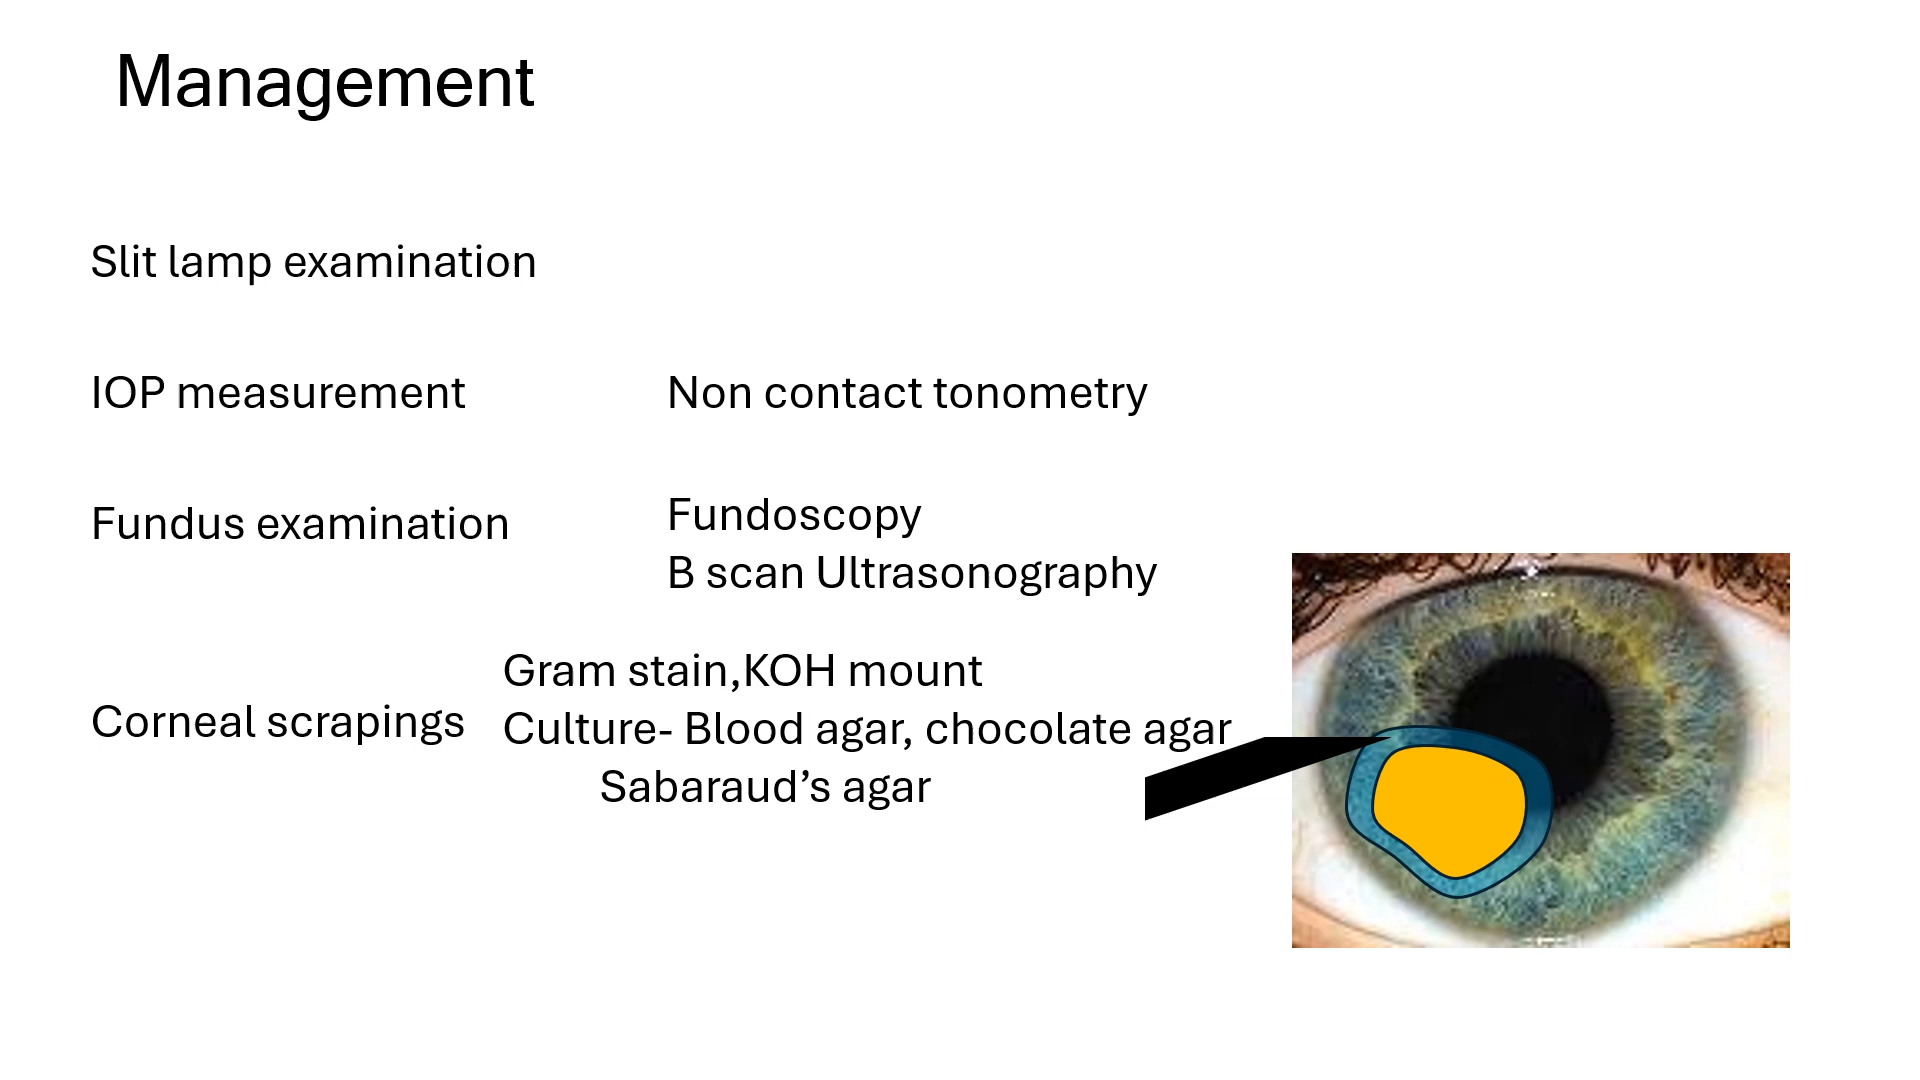 Management
Slit lamp examination
IOP measurement
Non contact tonometry
Fundus examination
Fundoscopy
B scan Ultrasonography
Corneal scrapings
Gram stain,KOH mount
Culture- Blood agar, chocolate agar
Sabaraud’s agar